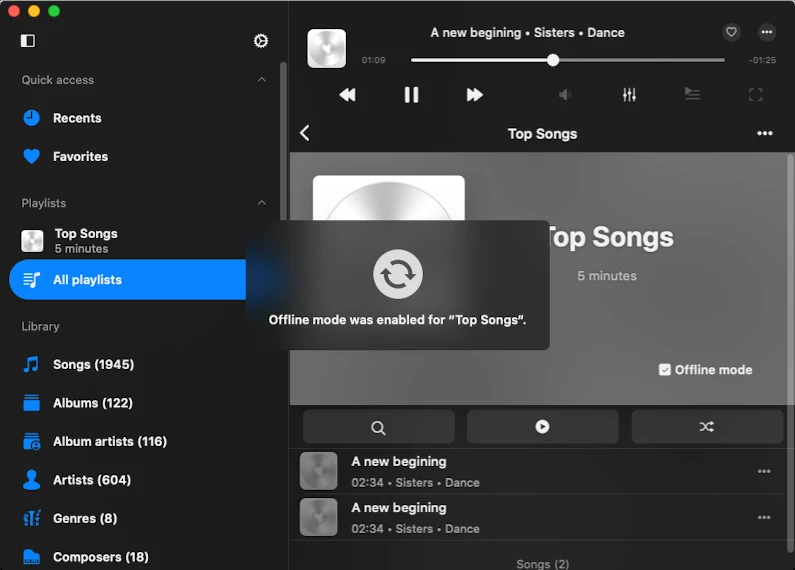 Quick access
Recents
Favorites
Playlists
Top Songs
5 minutes
All playlists
Library
Songs (1945)
Albums (122)
Album artists (116)
Artists (604)
Genres (8)
Composers (18)
A new begining • Sisters • Dance
01:09
-01:25
Top Songs
Top Songs
5 minutes
Offline mode was enabled for “Top Songs“.
Offline mode
A new begining
02:34 • Sisters • Dance
A new begining
02:34 • Sisters • Dance
Songs (2)